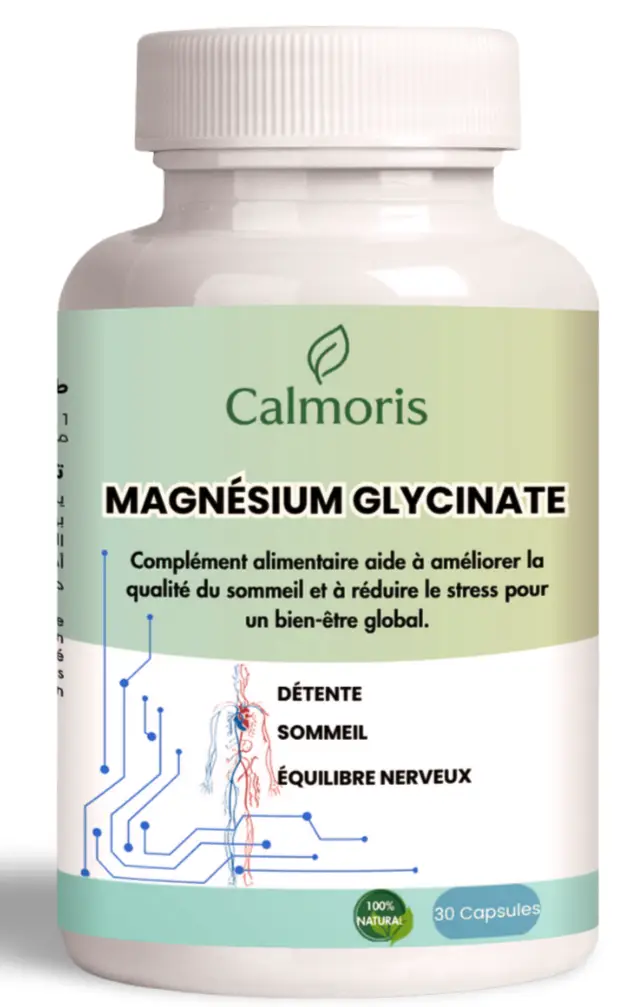 Calmoris
MAGNÉSIUM GLYCINATE
Complément alimentaire aide à améliorer la
qualité du sommeil et à réduire le stress pour
un bien-être global.
DÉTENTE
SOMMEIL
ÉQUILIBRE NERVEUX
100%
NATURAL
30 Capsules